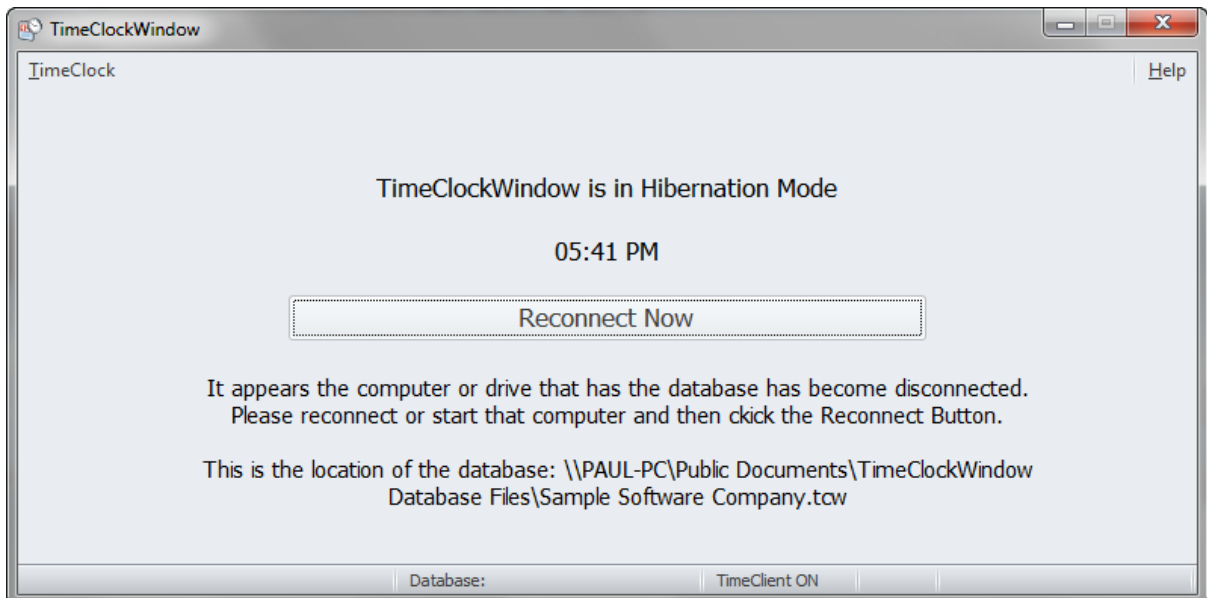 TimeClockWindow
TimeClock Help
TimeClockWindow is in Hibernation Mode
05:41 PM
Reconnect Now
It appears the computer or drive that has the database has become disconnected.
Please reconnect or start that computer and then ckick the Reconnect Button.
This is the location of the database: \\PAUL-PC\Public Documents\TimeClockWindow
Database Files\Sample Software Company.tcw
Database: TimeClient ON